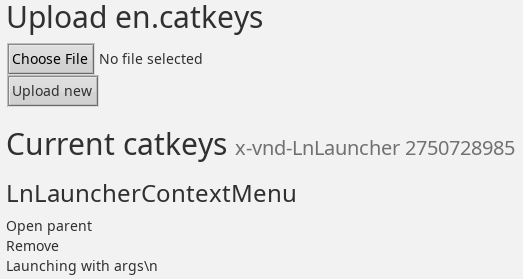 Upload en.catkeys
Choose File No file selected
Upload new
Current catkeys x-vnd-LnLauncher 2750728985
LnLauncherContextMenu
Open parent
Remove
Launching with args\n